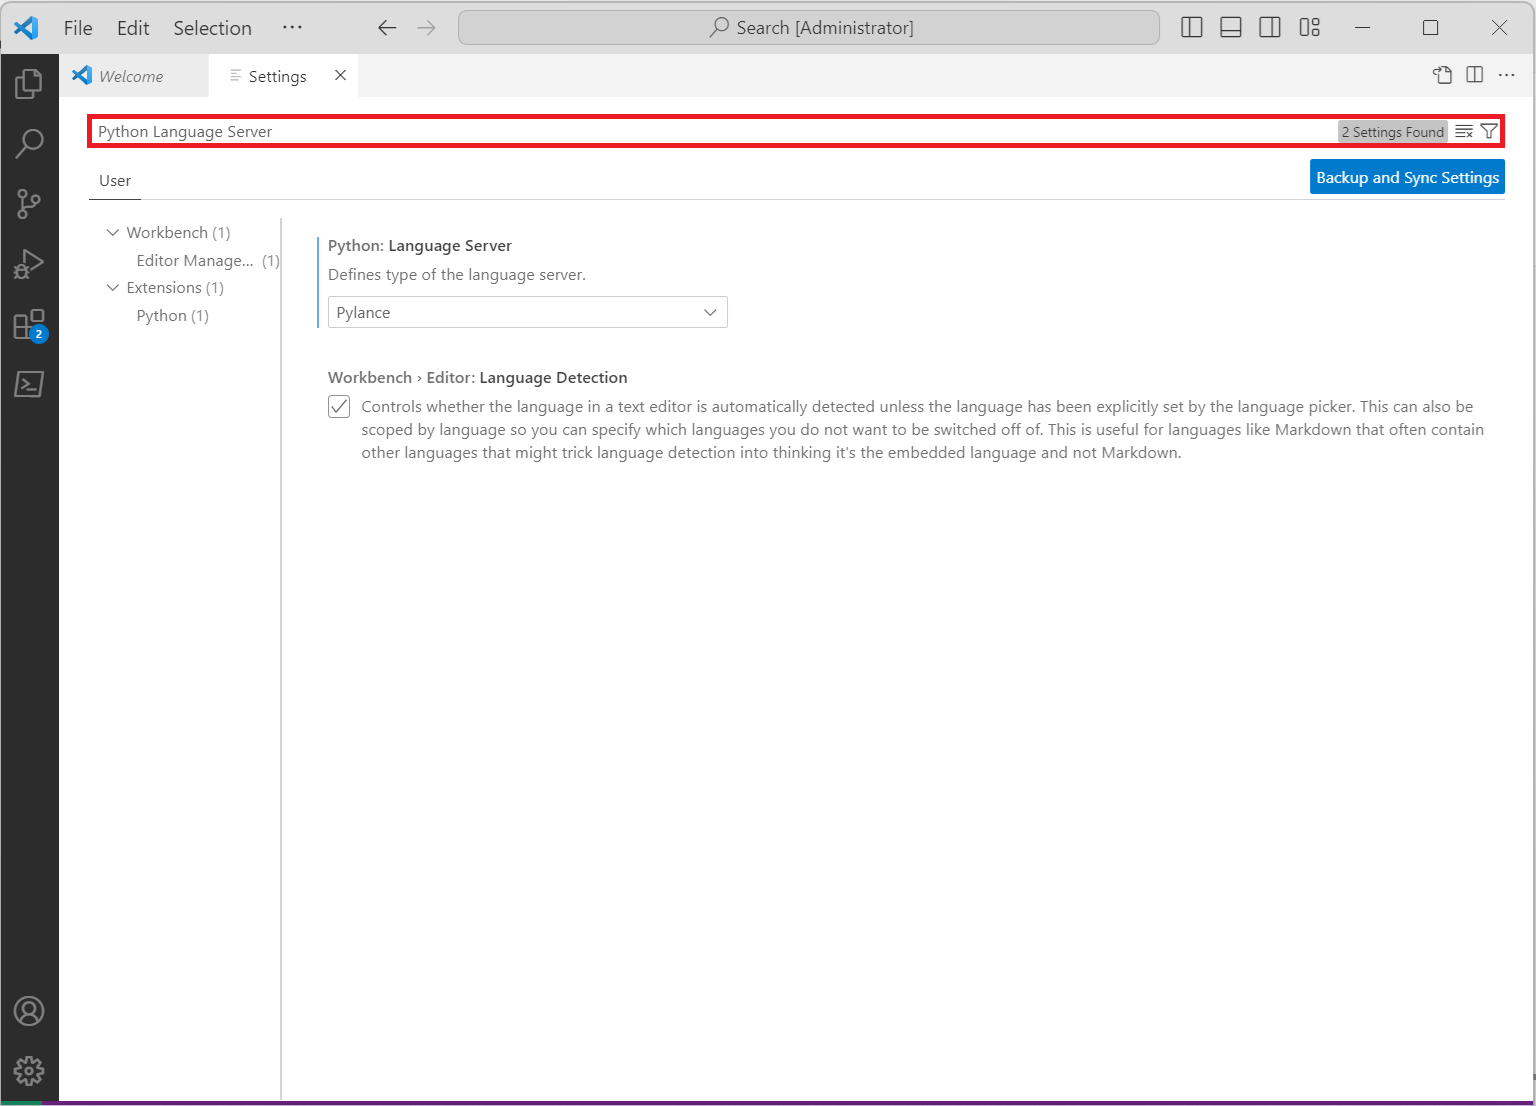 File Edit Selection ··· Search [Administrator]
Welcome Settings
Python Language Server 2 Settings Found
User Backup and Sync Settings
Workbench (1)
Editor Manage... (1)
Extensions (1)
Python (1)
2
Python: Language Server
Defines type of the language server.
Pylance
Workbench › Editor: Language Detection
Controls whether the language in a text editor is automatically detected unless the language has been explicitly set by the language picker. This can also be
scoped by language so you can specify which languages you do not want to be switched off of. This is useful for languages like Markdown that often contain
other languages that might trick language detection into thinking it's the embedded language and not Markdown.